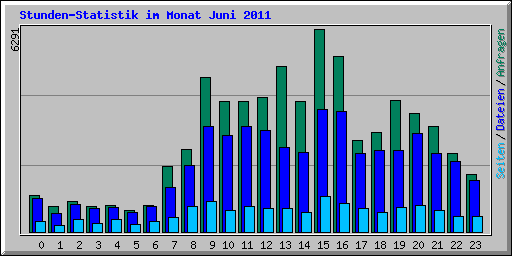 Stunden-Statistik im Monat Juni 2011
6291
Seiten / Dateien / Anfragen
0 1 2 3 4 5 6 7 8 9 10 11 12 13 14 15 16 17 18 19 20 21 22 23